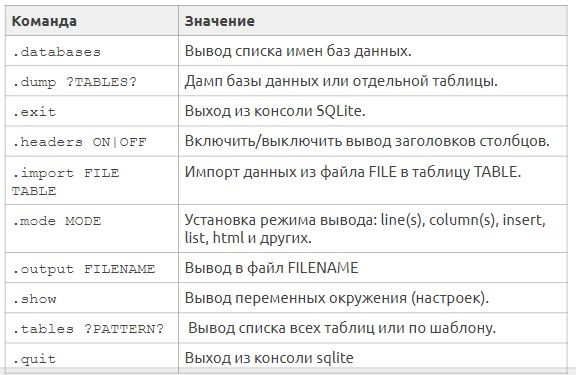 Команда Значение
.databases Вывод списка имен баз данных.
.dump ?TABLES? Дамп базы данных или отдельной таблицы.
.exit Выход из консоли SQLite.
.headers ON|OFF Включить/выключить вывод заголовков столбцов.
.import FILE Импорт данных из файла FILE в таблицу TABLE.
TABLE
.mode MODE Установка режима вывода: line(s), column(s), insert,
list, html и других.
.output FILENAME Вывод в файл FILENAME
.show Вывод переменных окружения (настроек).
.tables ?PATTERN? Вывод списка всех таблиц или по шаблону.
.quit Выход из консоли sqlite